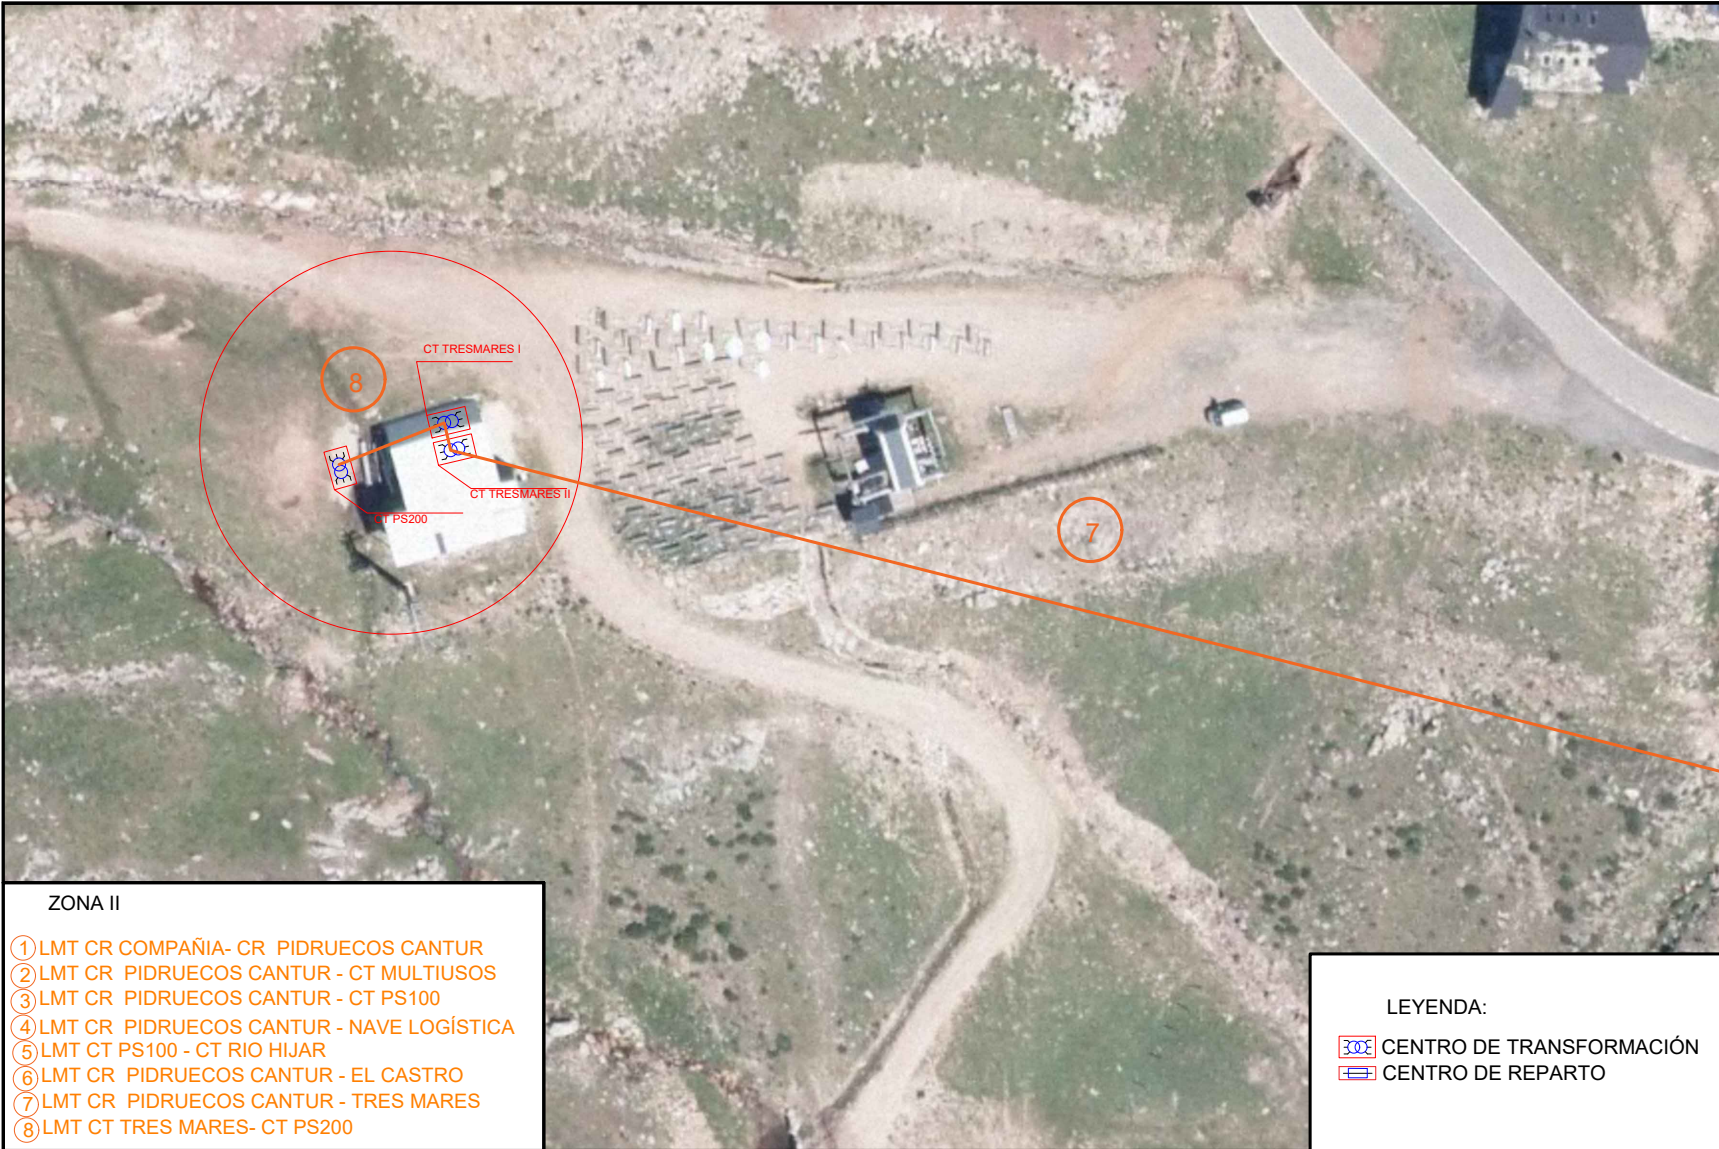 CT TRESMARES I
8
CT TRESMARES II
CT PS200
7
ZONA II
1 LMT CR COMPAÑIA- CR PIDRUECOS CANTUR
2 LMT CR PIDRUECOS CANTUR - CT MULTIUSOS
3 LMT CR PIDRUECOS CANTUR - CT PS100
4 LMT CR PIDRUECOS CANTUR - NAVE LOGÍSTICA
5 LMT CT PS100 - CT RIO HIJAR
6 LMT CR PIDRUECOS CANTUR - EL CASTRO
7 LMT CR PIDRUECOS CANTUR - TRES MARES
8 LMT CT TRES MARES- CT PS200
LEYENDA:
CENTRO DE TRANSFORMACIÓN
CENTRO DE REPARTO